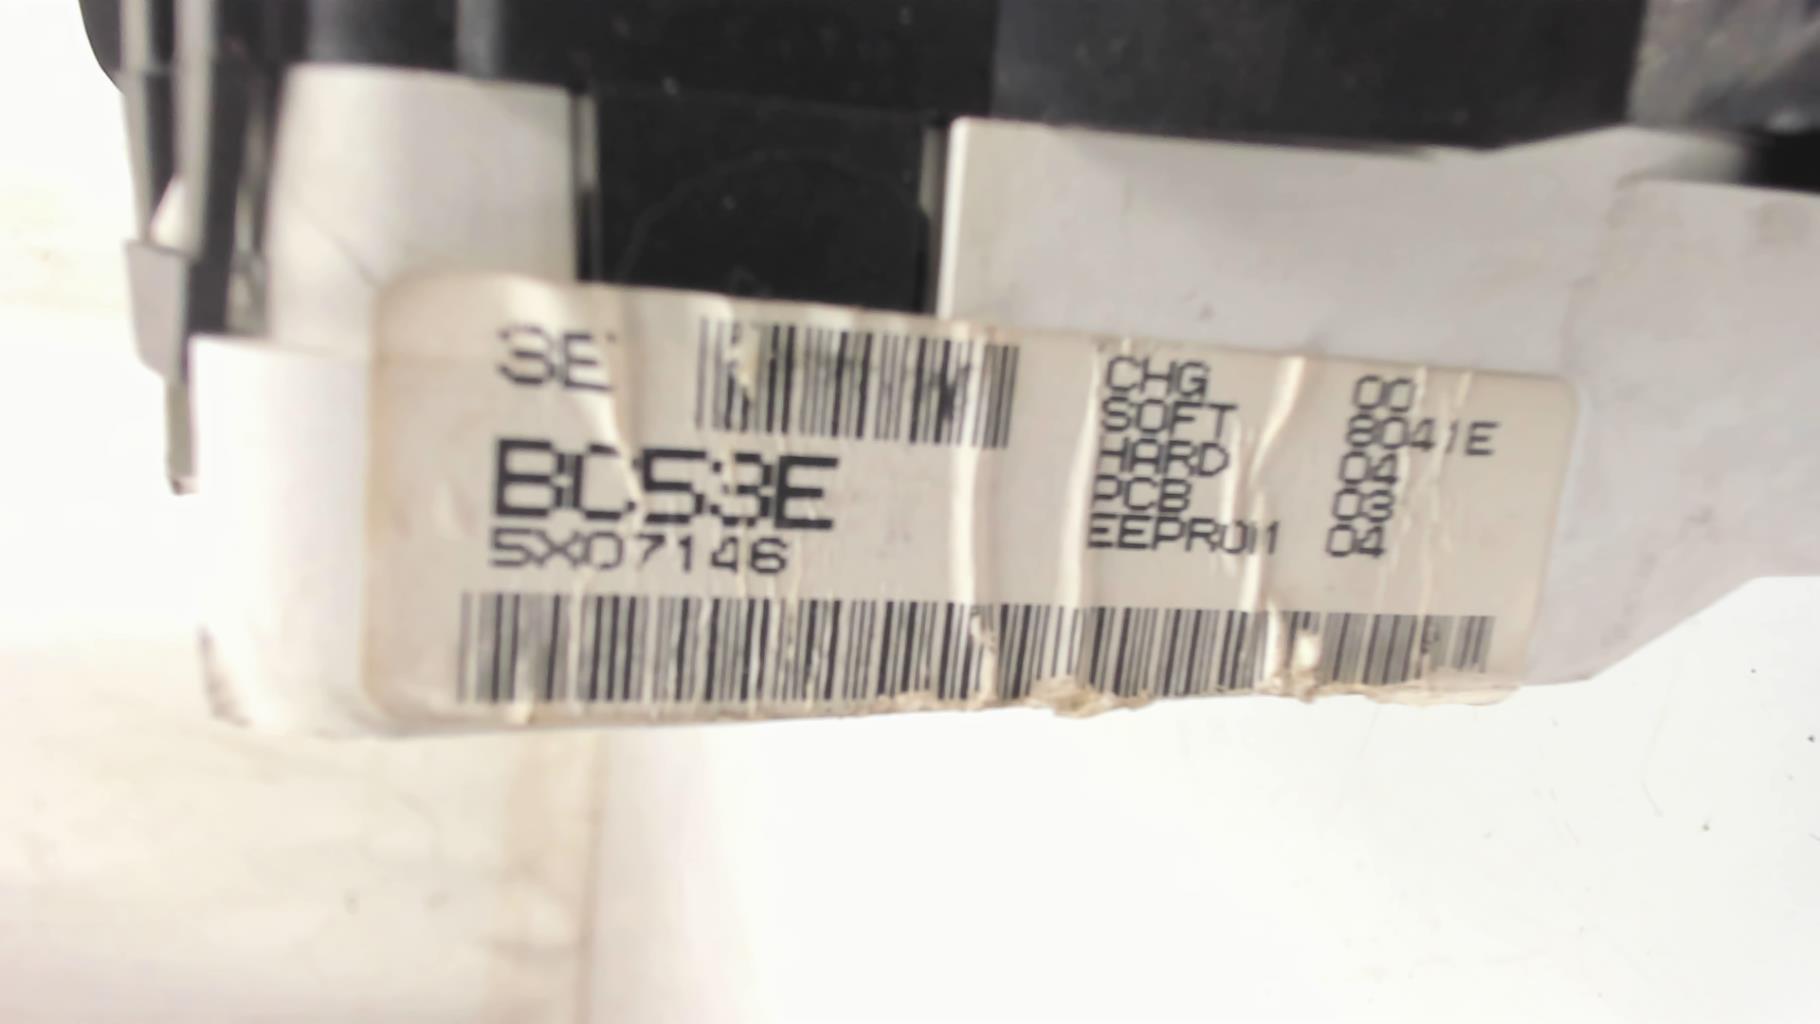 3E
BC53E
5X07146
CHG 00
SOFT 8041E
HARD 04
PCB 03
EEPROM 04